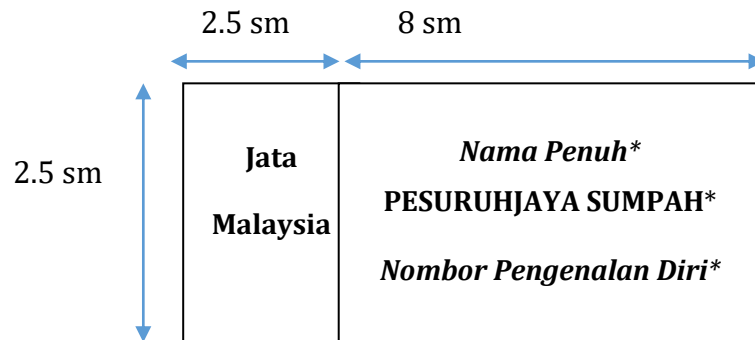 2.5 sm 8 sm
2.5 sm
Jata
Malaysia
Nama Penuh*
PESURUHJAYA SUMPAH*
Nombor Pengenalan Diri*